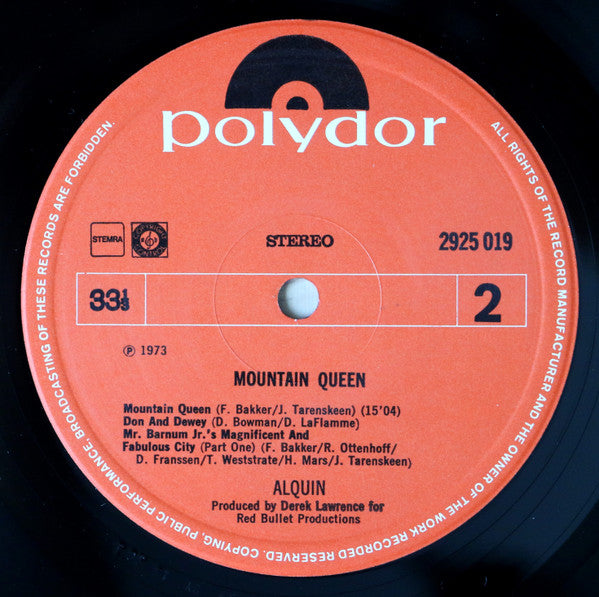 polydor
STEMRA
COPYRIGHT CONTROL
STEREO
2925 019
33⅓
2
℗ 1973
MOUNTAIN QUEEN
Mountain Queen (F. Bakker/J. Tarenskeen) (15'04)
Don And Dewey (D. Bowman/D. LaFlamme)
Mr. Barnum Jr.'s Magnificent And
Fabulous City (Part One) (F. Bakker/R. Ottenhoff/
D. Franssen/T. Weststrate/H. Mars/J. Tarenskeen)
ALQUIN
Produced by Derek Lawrence for
Red Bullet Productions
ALL RIGHTS OF THE RECORD MANUFACTURER AND THE OWNER OF THE WORK RECORDED RESERVED. COPYING, PUBLIC PERFORMANCE, BROADCASTING OF THESE RECORDS ARE FORBIDDEN.